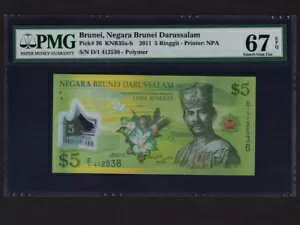 PMG
PAPER MONEY GUARANTY
Brunei, Negara Brunei Darussalam
Pick# 36 KNB35a-b 2011 5 Ringgit - Printer: NPA
S/N D/1 412538 - Polymer
67 EPQ
Superb Gem Unc
NEGARA BRUNEI DARUSSALAM
LIMA RINGGIT
$5
5
$5
D/1 412538